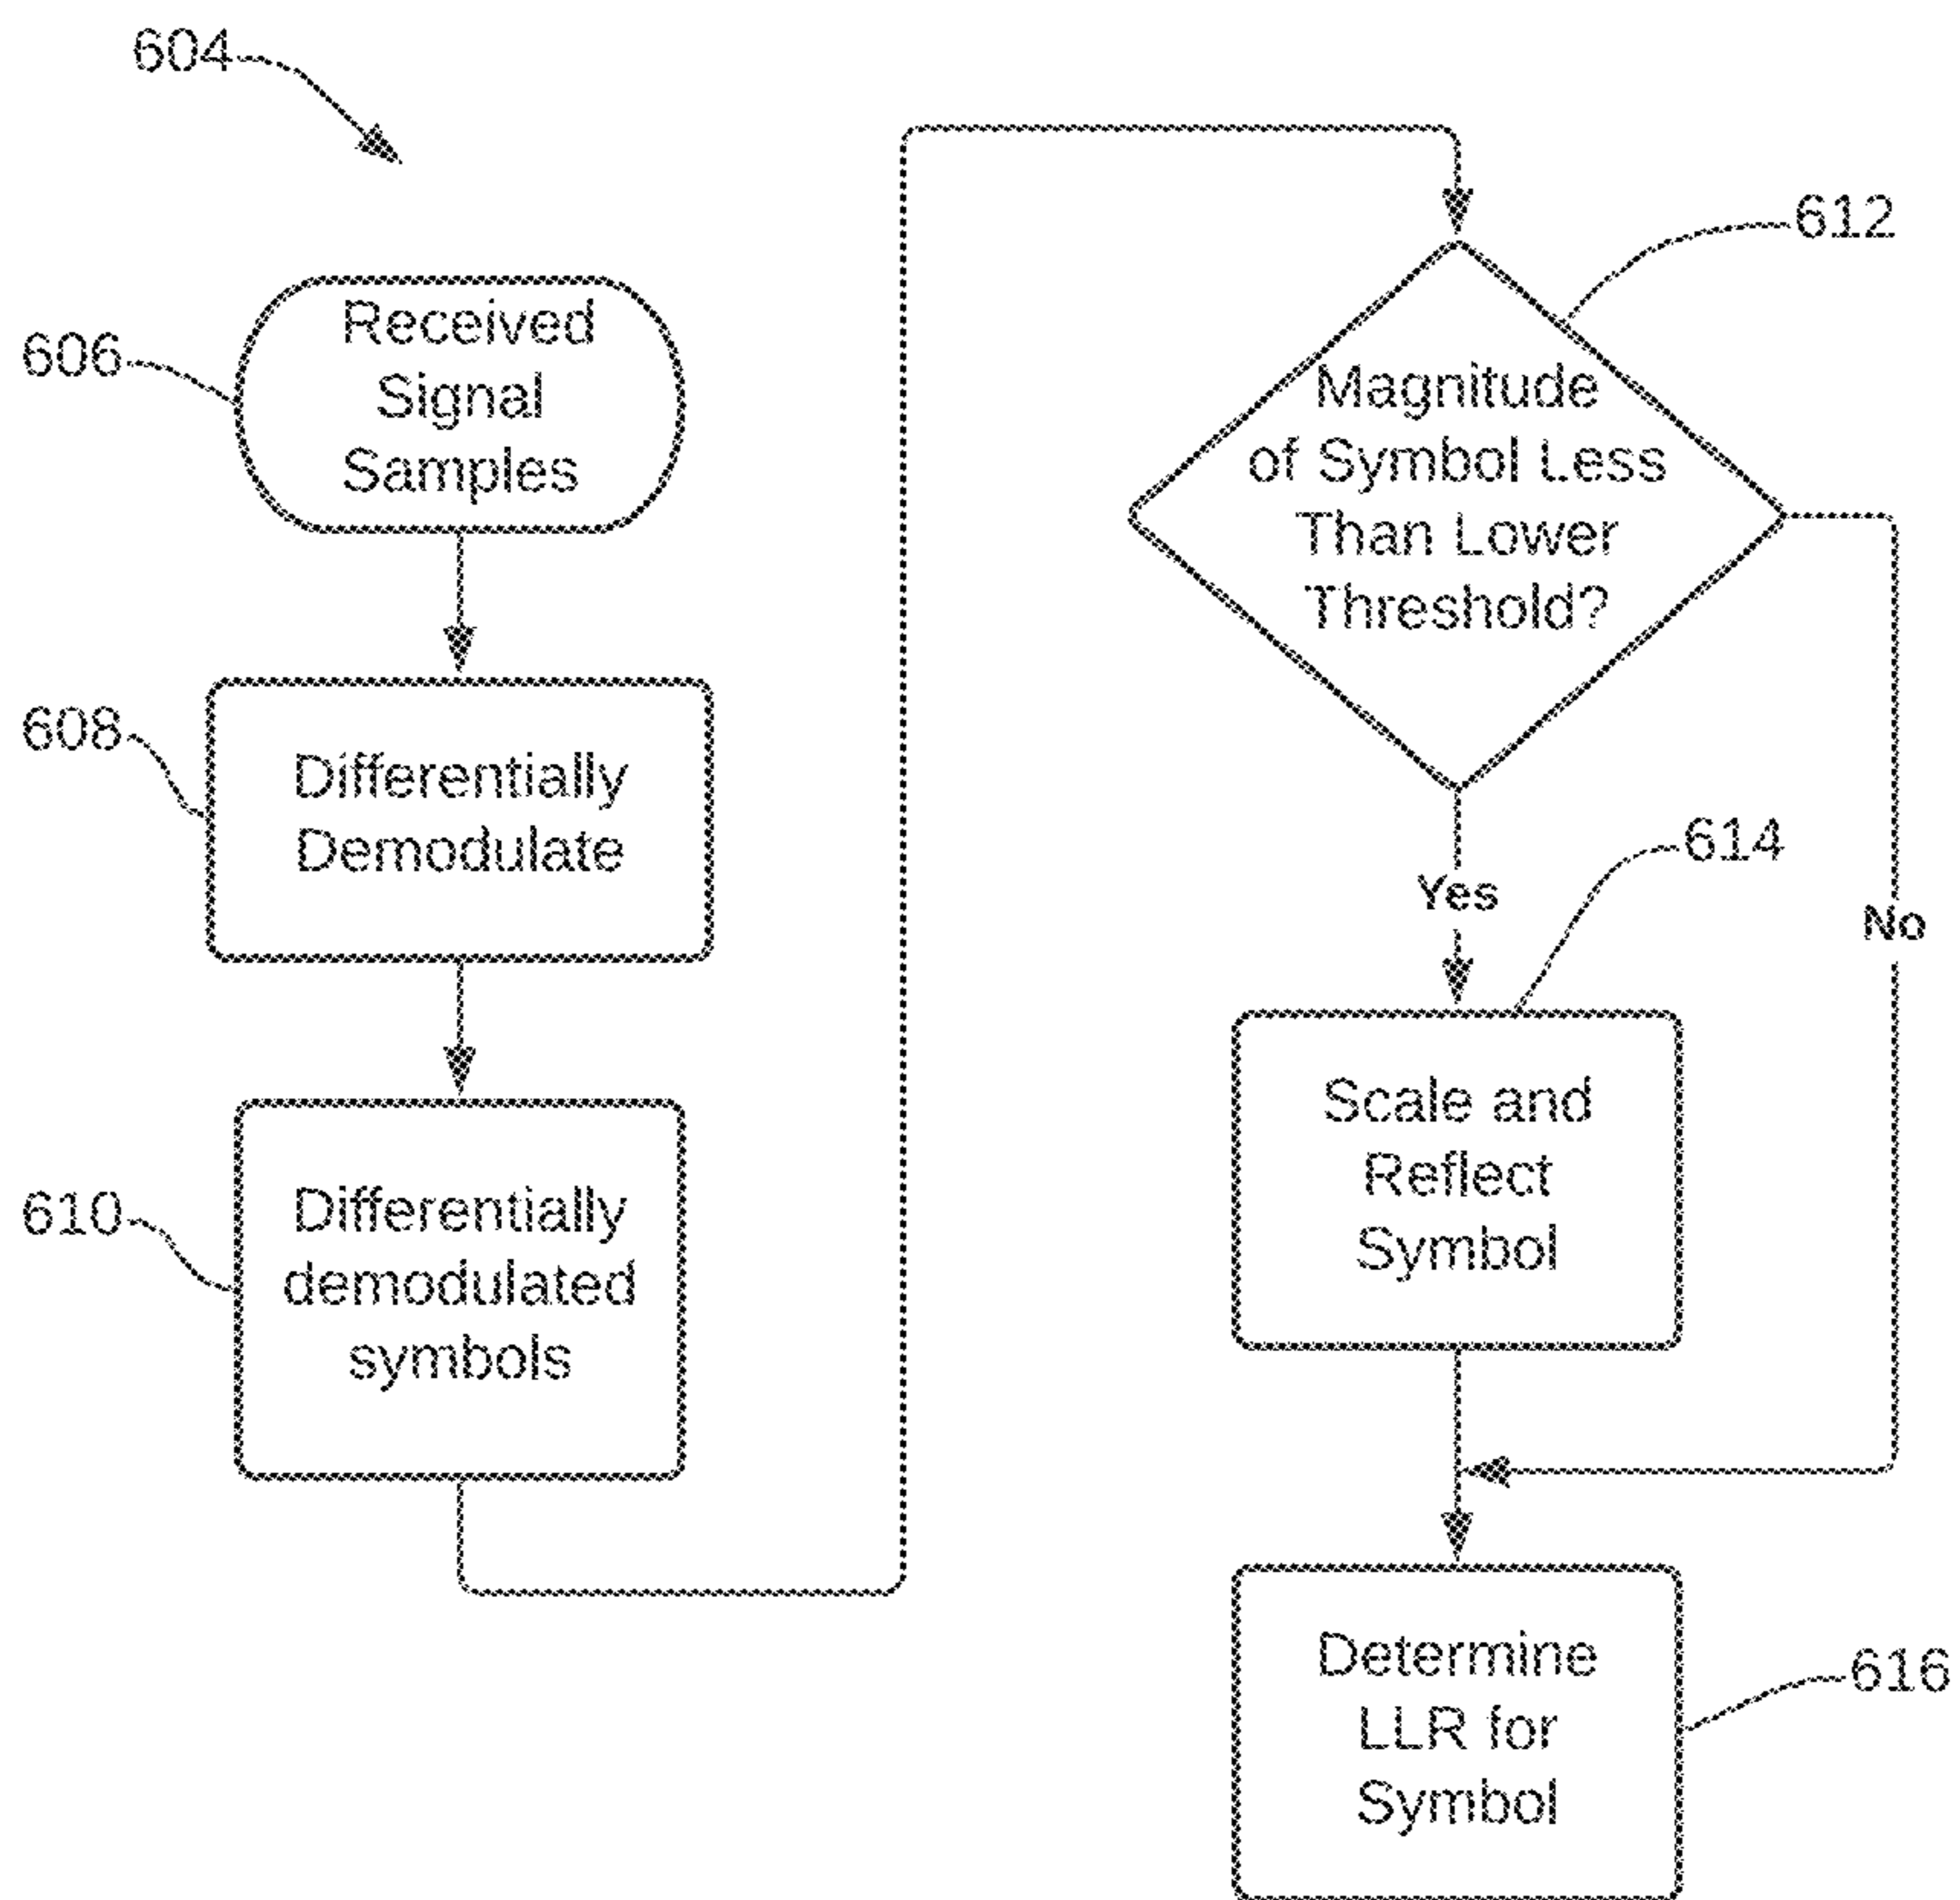 604
606
Received
Signal
Samples
608
Differentially
Demodulate
610
Differentially
demodulated
symbols
612
Magnitude
of Symbol Less
Than Lower
Threshold?
Yes
No
614
Scale and
Reflect
Symbol
616
Determine
LLR for
Symbol